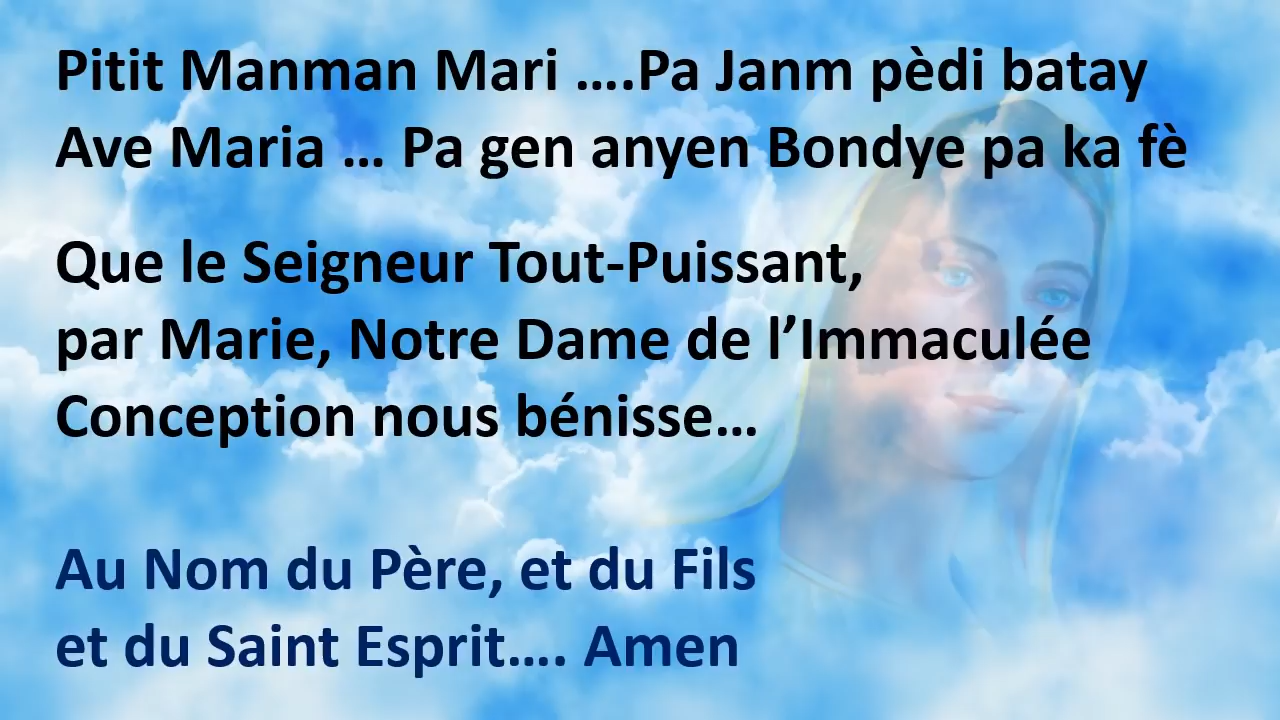 Pitit Manman Mari ….Pa Janm pèdi batay
Ave Maria … Pa gen anyen Bondye pa ka fè
Que le Seigneur Tout-Puissant,
par Marie, Notre Dame de l’Immaculée
Conception nous bénisse…
Au Nom du Père, et du Fils
et du Saint Esprit…. Amen